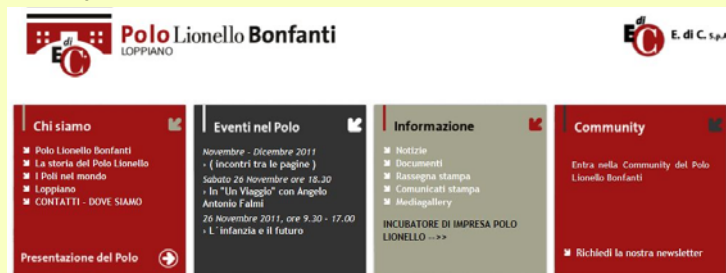 E di C
Polo Lionello Bonfanti
LOPPIANO
E di C
E. di C. s.p.a
Chi siamo
Polo Lionello Bonfanti
La storia del Polo Lionello
I Poli nel mondo
Loppiano
CONTATTI - DOVE SIAMO
Presentazione del Polo
Eventi nel Polo
Novembre - Dicembre 2011
› ( incontri tra le pagine )
Sabato 26 Novembre ore 18.30
› In "Un Viaggio" con Angelo
Antonio Falmi
26 Novembre 2011, ore 9.30 - 17.00
› L'infanzia e il futuro
Informazione
Notizie
Documenti
Rassegna stampa
Comunicati stampa
Mediagallery
INCUBATORE DI IMPRESA POLO
LIONELLO -->>
Community
Entra nella Community del Polo
Lionello Bonfanti
Richiedi la nostra newsletter